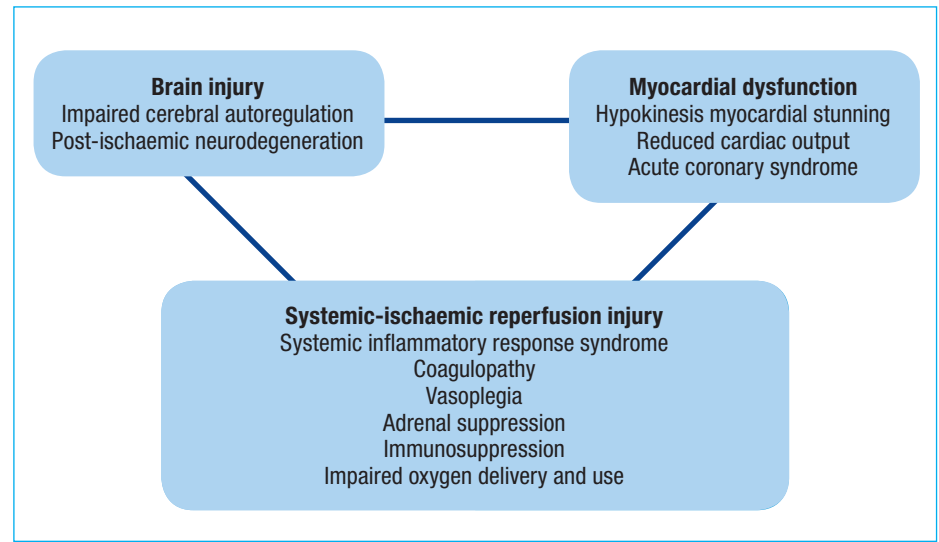 Brain injury
Impaired cerebral autoregulation
Post-ischaemic neurodegeneration
Myocardial dysfunction
Hypokinesis myocardial stunning
Reduced cardiac output
Acute coronary syndrome
Systemic-ischaemic reperfusion injury
Systemic inflammatory response syndrome
Coagulopathy
Vasoplegia
Adrenal suppression
Immunosuppression
Impaired oxygen delivery and use